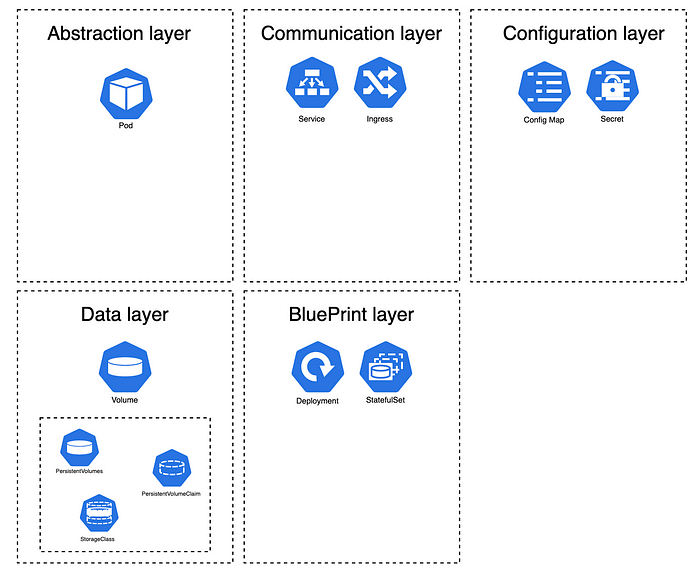 Abstraction layer
Pod
Communication layer
Service
Ingress
Configuration layer
Config Map
Secret
Data layer
Volume
PersistentVolumes
PersistentVolumeClaim
StorageClass
BluePrint layer
Deployment
StatefulSet